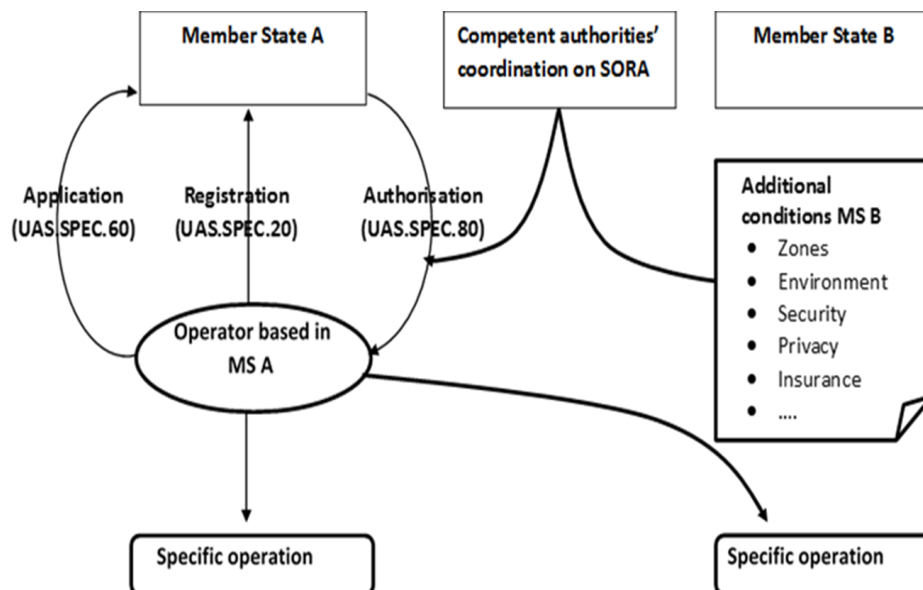 Member State A
Competent authorities'
coordination on SORA
Member State B
Application
(UAS.SPEC.60)
Registration
(UAS.SPEC.20)
Authorisation
(UAS.SPEC.80)
Additional
conditions MS B
• Zones
• Environment
• Security
• Privacy
• Insurance
• ....
Operator based in
MS A
Specific operation
Specific operation